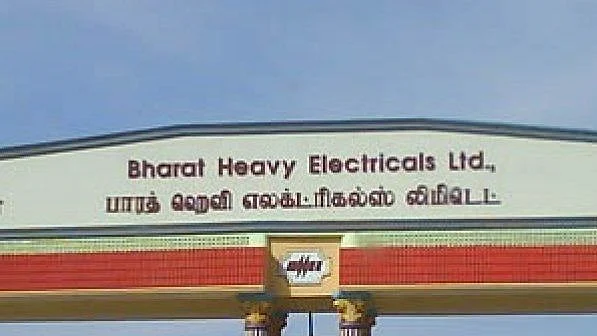 Bharat Heavy Electricals Ltd.,
பாரத் ஹெவி எலக்ட்ரிகல்ஸ் லிமிடெட்